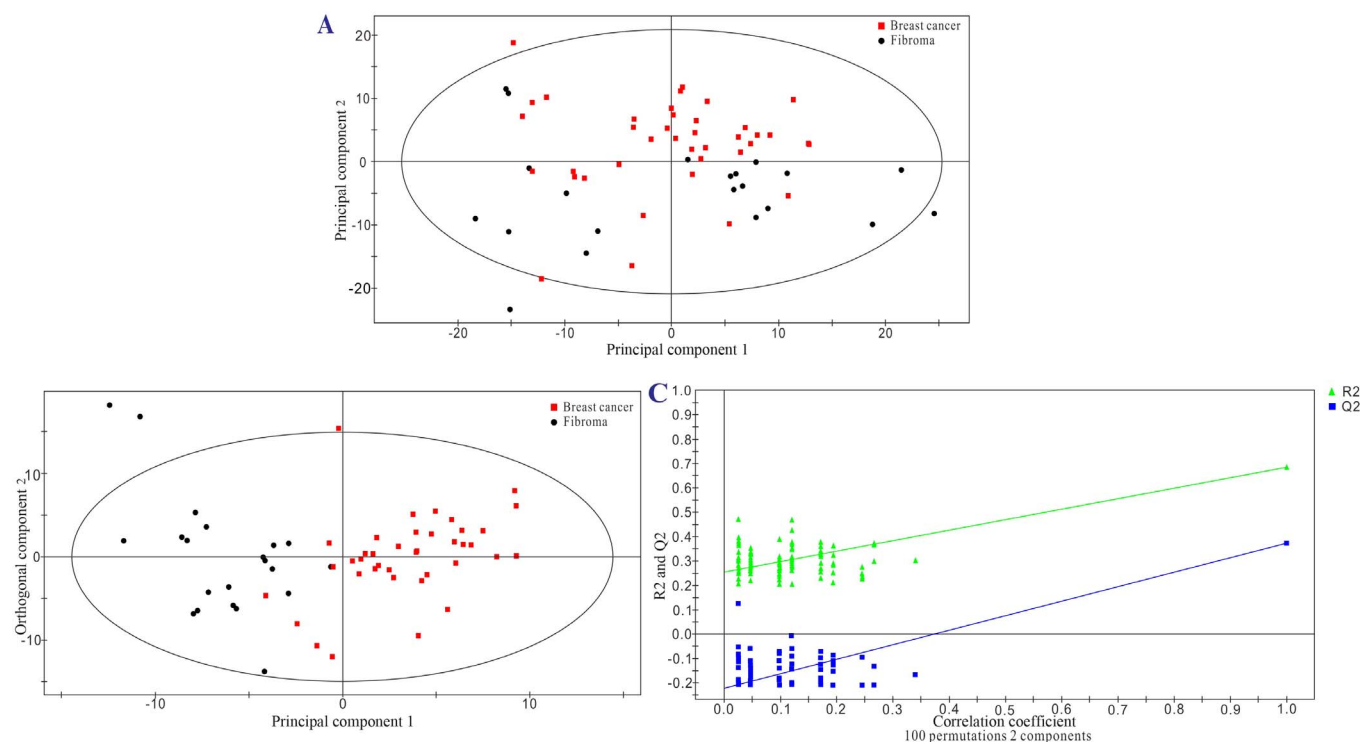 A
Breast cancer
Fibroma
20
10
0
-10
-20
Principal component 2
-20
-10
0
10
20
Principal component 1
Breast cancer
Fibroma
10
0
-10
Orthogonal component 2
-10
0
10
Principal component 1
C
R2
Q2
1.0
0.9
0.8
0.7
0.6
0.5
0.4
0.3
0.2
0.1
0.0
-0.1
-0.2
R2 and Q2
0.0 0.1 0.2 0.3 0.4 0.5 0.6 0.7 0.8 0.9 1.0
Correlation coefficient
100 permutations 2 components